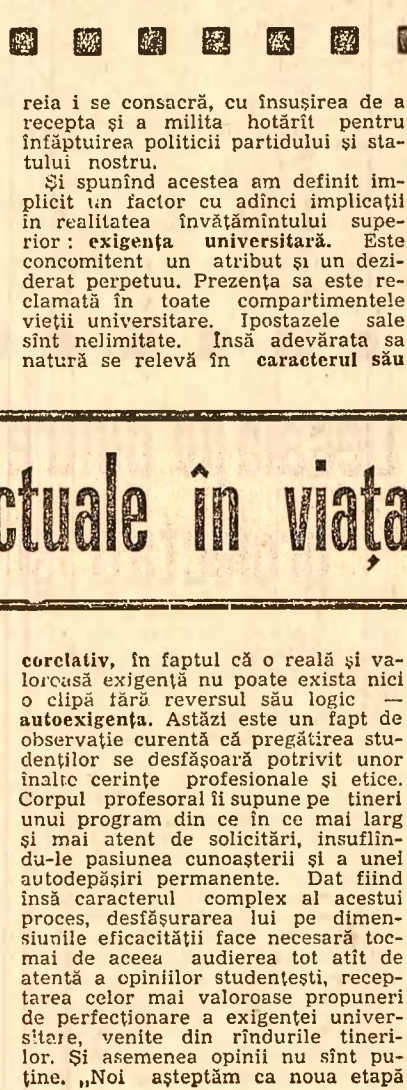 reia i se consacră, cu însușirea de a
recepta și a milita hotărît pentru
înfăptuirea politicii partidului și sta-
tului nostru.
Și spunînd acestea am definit im-
plicit un factor cu adînci implicații
în realitatea învățămîntului supe-
rior : exigența universitară. Este
concomitent un atribut și un dezi-
derat perpetuu. Prezența sa este re-
clamată în toate compartimentele
vieții universitare. Ipostazele sale
sînt nelimitate. Însă adevărata sa
natură se relevă în caracterul său
ctuale în viața
corelativ, în faptul că o reală și va-
loroasă exigență nu poate exista nici
o clipă fără reversul său logic —
autoexigența. Astăzi este un fapt de
observație curentă că pregătirea stu-
denților se desfășoară potrivit unor
înalte cerințe profesionale și etice.
Corpul profesoral îi supune pe tineri
unui program din ce în ce mai larg
și mai atent de solicitări, insuflîn-
du-le pasiunea cunoașterii și a unei
autodepășiri permanente. Dat fiind
însă caracterul complex al acestui
proces, desfășurarea lui pe dimen-
siunile eficacității face necesară toc-
mai de aceea audierea tot atît de
atentă a opiniilor studențești, recep-
tarea celor mai valoroase propuneri
de perfecționare a exigenței univer-
sitare, venite din rîndurile tineri-
lor. Și asemenea opinii nu sînt pu-
ține. „Noi așteptăm ca noua etapă